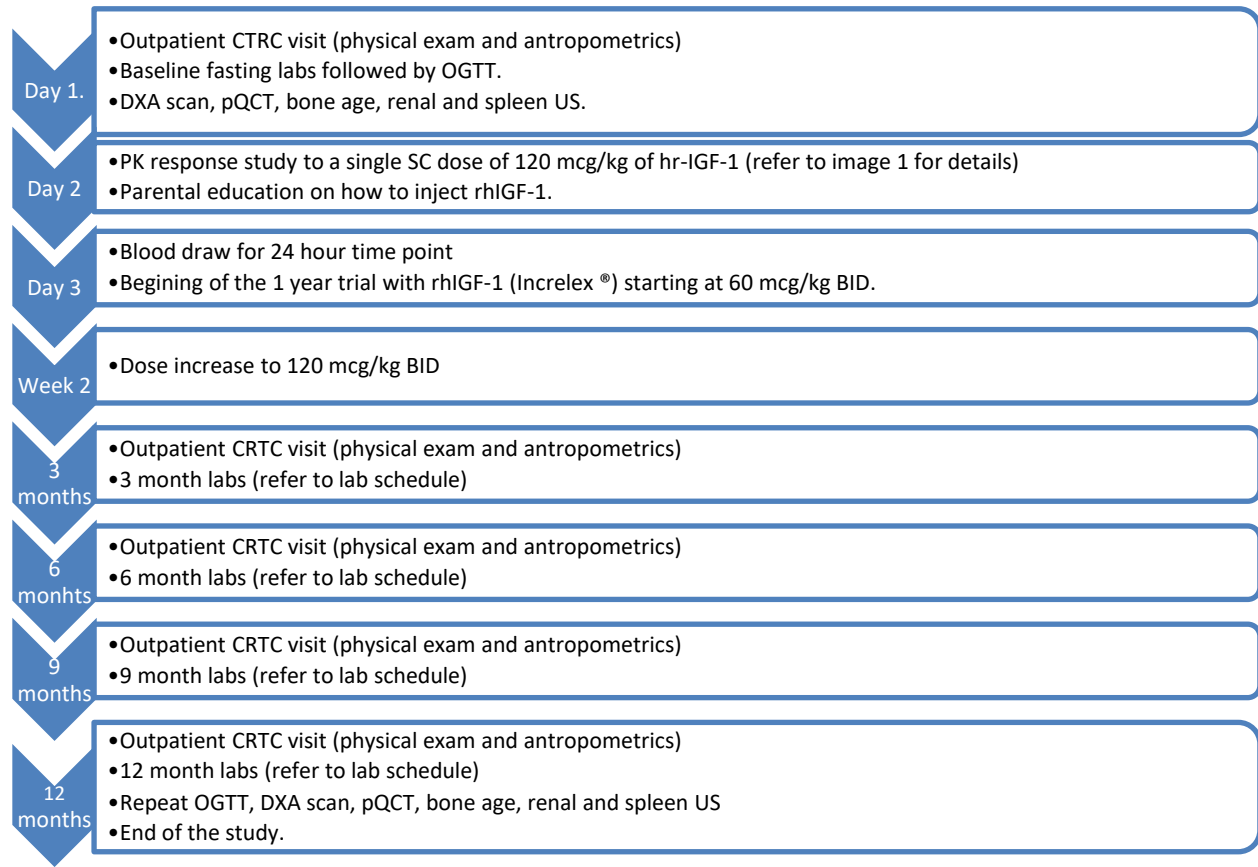 Day 1.
•Outpatient CTRC visit (physical exam and antropometrics)
•Baseline fasting labs followed by OGTT.
•DXA scan, pQCT, bone age, renal and spleen US.
Day 2
•PK response study to a single SC dose of 120 mcg/kg of hr-IGF-1 (refer to image 1 for details)
•Parental education on how to inject rhIGF-1.
Day 3
•Blood draw for 24 hour time point
•Begining of the 1 year trial with rhIGF-1 (Increlex ®) starting at 60 mcg/kg BID.
Week 2
•Dose increase to 120 mcg/kg BID
3
months
•Outpatient CRTC visit (physical exam and antropometrics)
•3 month labs (refer to lab schedule)
6
monhts
•Outpatient CRTC visit (physical exam and antropometrics)
•6 month labs (refer to lab schedule)
9
months
•Outpatient CRTC visit (physical exam and antropometrics)
•9 month labs (refer to lab schedule)
12
months
•Outpatient CRTC visit (physical exam and antropometrics)
•12 month labs (refer to lab schedule)
•Repeat OGTT, DXA scan, pQCT, bone age, renal and spleen US
•End of the study.